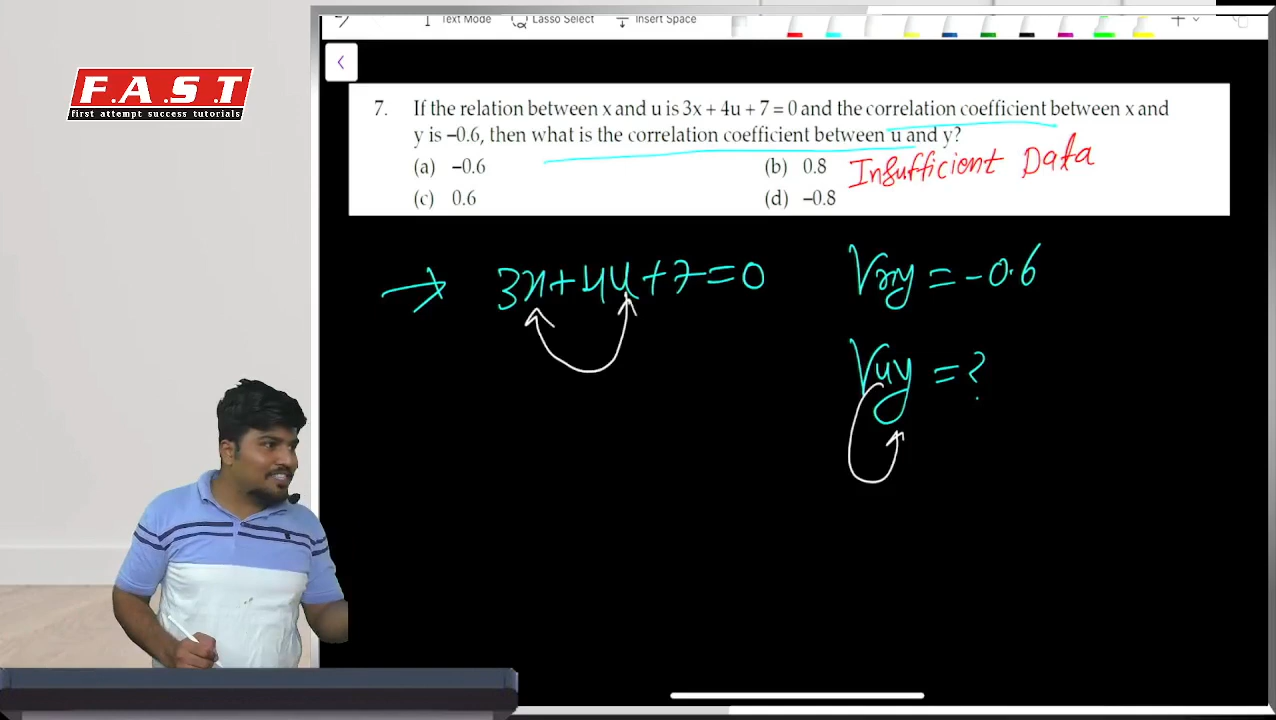 Text Mode Lasso Select Insert Space
F.A.S.T
first attempt success tutorials
7. If the relation between x and u is 3x + 4u + 7 = 0 and the correlation coefficient between x and
y is –0.6, then what is the correlation coefficient between u and y?
(a) –0.6 (b) 0.8 Insufficient Data
(c) 0.6 (d) –0.8
3x+4u+7=0 rxy = -0.6
ruy = ?